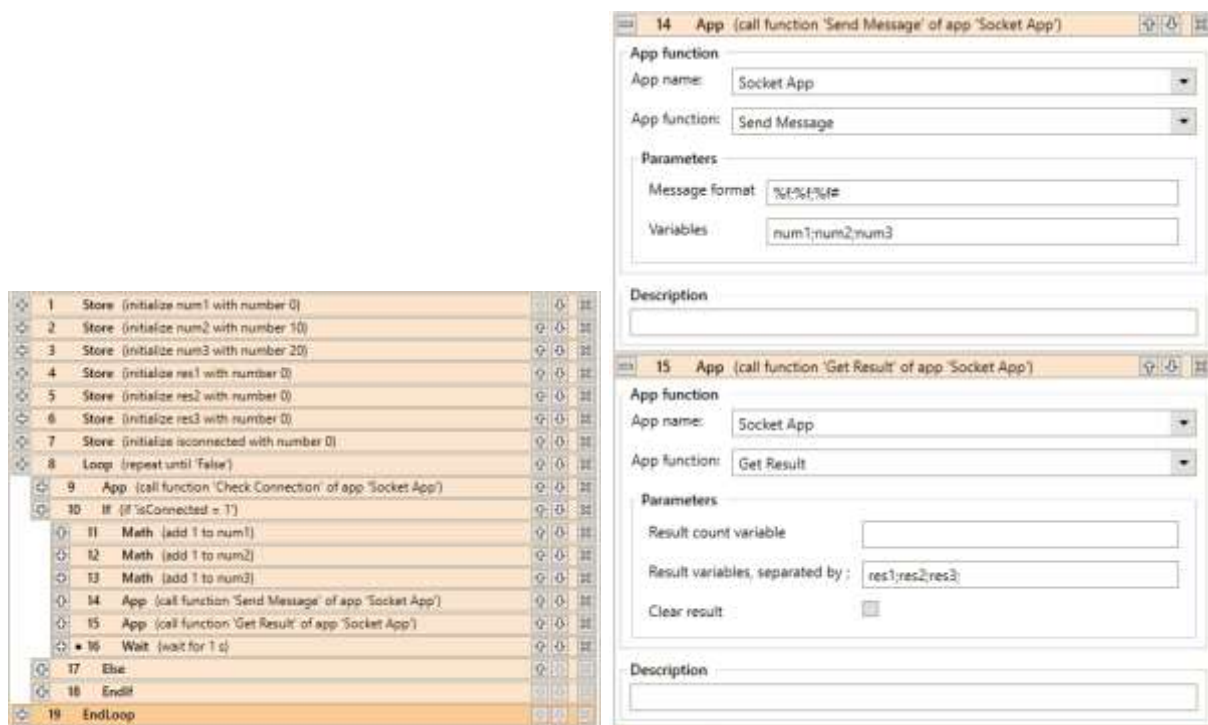 1 Store (initialize num1 with number 0)
2 Store (initialize num2 with number 10)
3 Store (initialize num3 with number 20)
4 Store (initialize res1 with number 0)
5 Store (initialize res2 with number 0)
6 Store (initialize res3 with number 0)
7 Store (initialize isconnected with number 0)
8 Loop (repeat until 'False')
9 App (call function 'Check Connection' of app 'Socket App')
10 If (if 'isConnected = 1')
11 Math (add 1 to num1)
12 Math (add 1 to num2)
13 Math (add 1 to num3)
14 App (call function 'Send Message' of app 'Socket App')
15 App (call function 'Get Result' of app 'Socket App')
16 Wait (wait for 1 s)
17 Else
18 EndIf
19 EndLoop
14 App (call function 'Send Message' of app 'Socket App')
App function
App name: Socket App
App function: Send Message
Parameters
Message format %f;%f;%f#
Variables num1;num2;num3
Description
15 App (call function 'Get Result' of app 'Socket App')
App function
App name: Socket App
App function: Get Result
Parameters
Result count variable
Result variables, separated by ; res1;res2;res3;
Clear result
Description